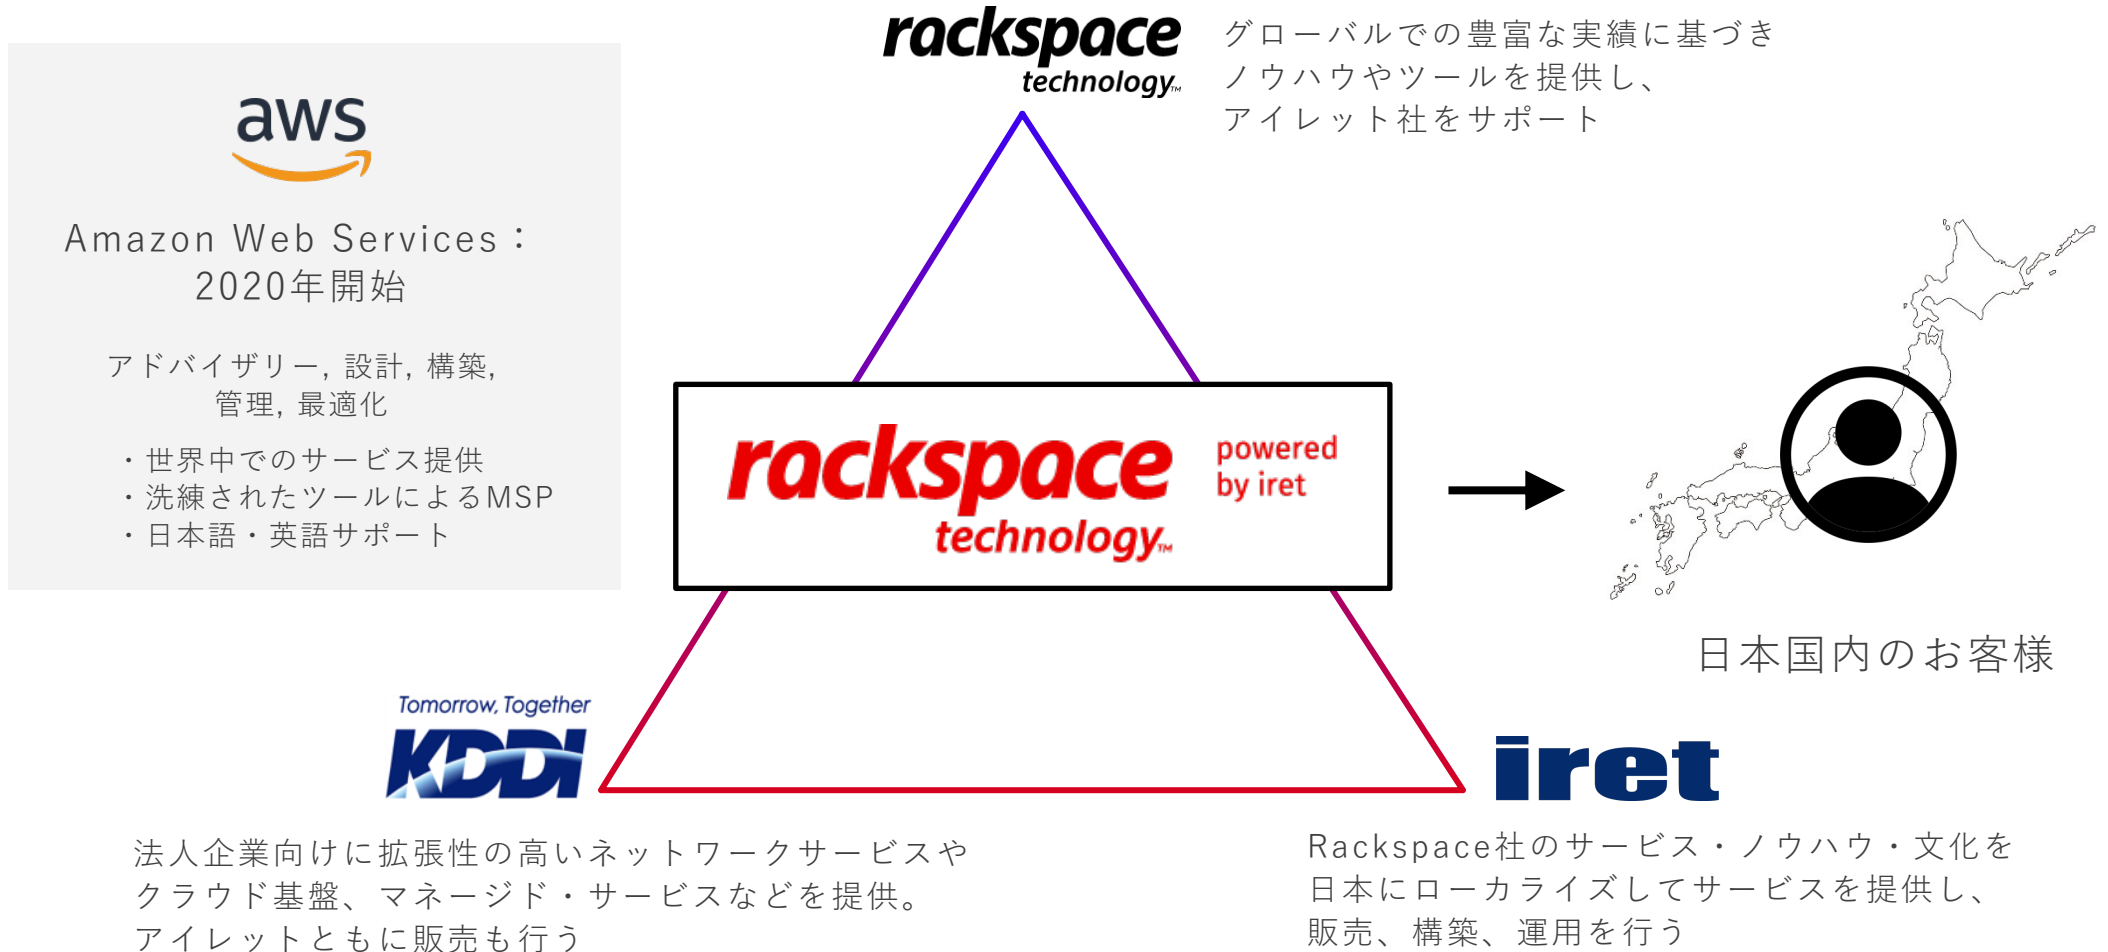 rackspace
technology™
グローバルでの豊富な実績に基づき
ノウハウやツールを提供し、
アイレット社をサポート
aws
Amazon Web Services：
2020年開始
アドバイザリー, 設計, 構築,
管理, 最適化
・世界中でのサービス提供
・洗練されたツールによるMSP
・日本語・英語サポート
rackspace
technology™
powered
by iret
日本国内のお客様
Tomorrow, Together
KDDI
法人企業向けに拡張性の高いネットワークサービスや
クラウド基盤、マネージド・サービスなどを提供。
アイレットともに販売も行う
iret
Rackspace社のサービス・ノウハウ・文化を
日本にローカライズしてサービスを提供し、
販売、構築、運用を行う